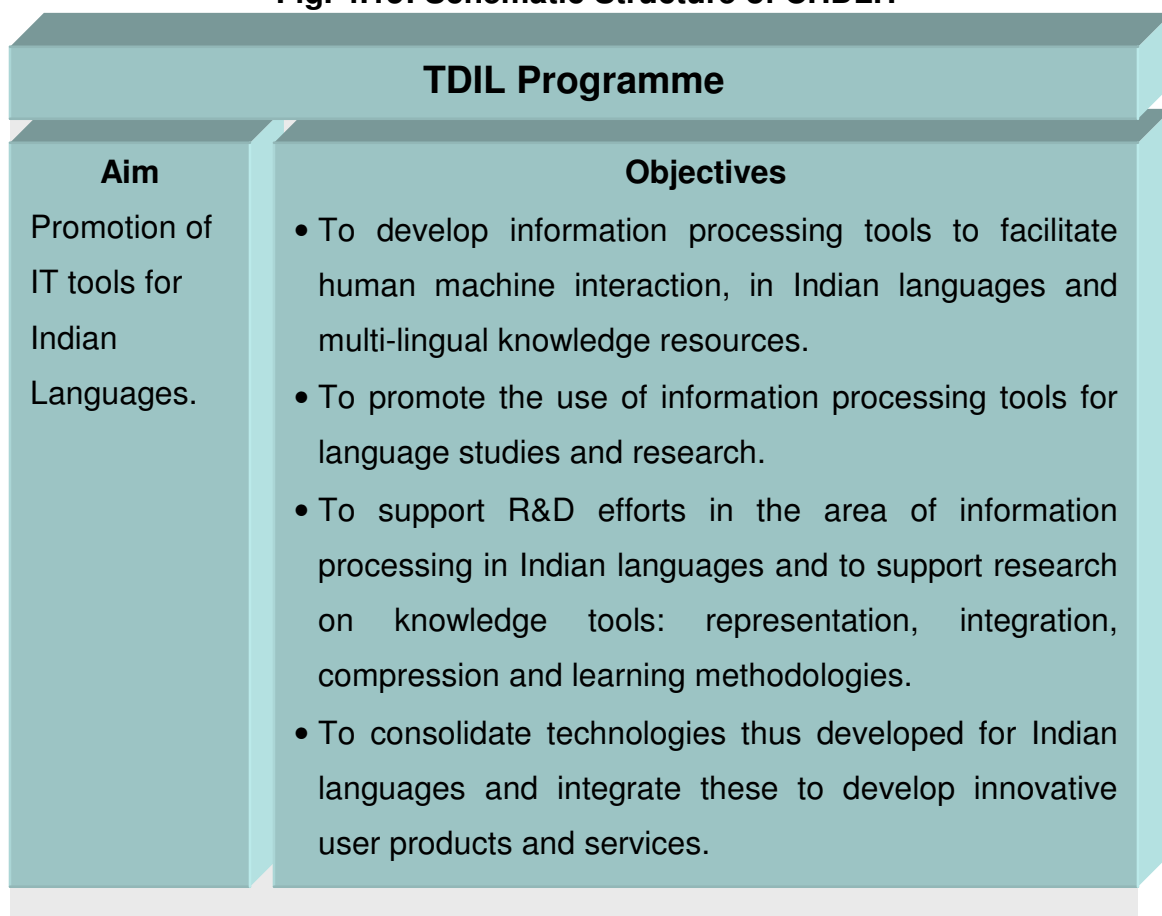 TDIL Programme
Aim
Promotion of
IT tools for
Indian
Languages.
Objectives
• To develop information processing tools to facilitate
human machine interaction, in Indian languages and
multi-lingual knowledge resources.
• To promote the use of information processing tools for
language studies and research.
• To support R&D efforts in the area of information
processing in Indian languages and to support research
on knowledge tools: representation, integration,
compression and learning methodologies.
• To consolidate technologies thus developed for Indian
languages and integrate these to develop innovative
user products and services.